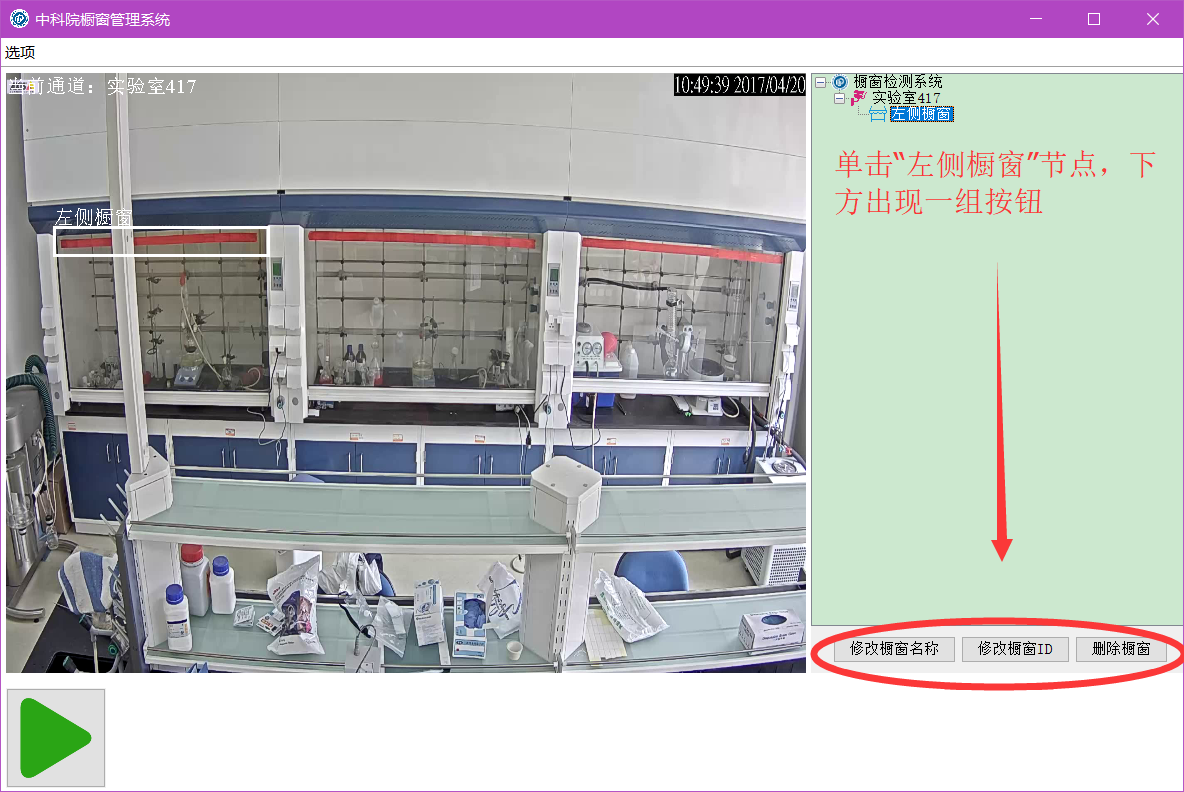 中科院橱窗管理系统
选项
当前通道：实验室417
10:49:39 2017/04/20
左侧橱窗
橱窗检测系统
实验室417
左侧橱窗
单击“左侧橱窗”节点，下
方出现一组按钮
修改橱窗名称
修改橱窗ID
删除橱窗